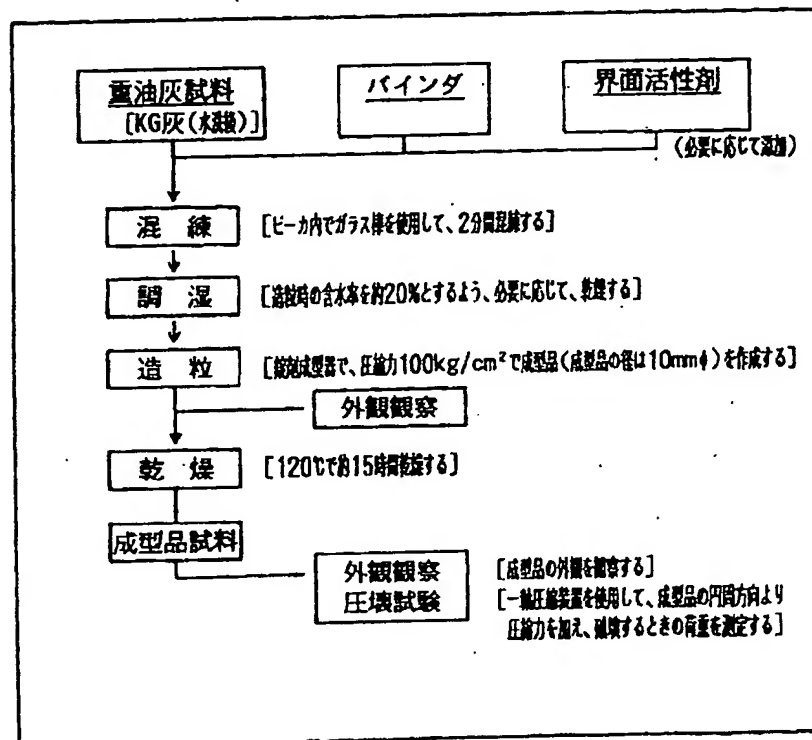 重油灰試料
[KG灰(水洗後)]
バインダ
界面活性剤
(必要に応じて添加)
混練
[ビーカ内でガラス棒を使用して、2分間混練する]
調湿
[造粒時の含水率を約20%とするよう、必要に応じて、乾燥する]
造粒
[錠剤成型器で、圧縮力100kg/cm²で成型品(成型品の径は10mmφ)を作成する]
外観観察
乾燥
[120℃で約15時間乾燥する]
成型品試料
外観観察
[成型品の外観を観察する]
圧壊試験
[一軸圧縮装置を使用して、成型品の円周方向より
圧縮力を加え、破壊するときの荷重を測定する]